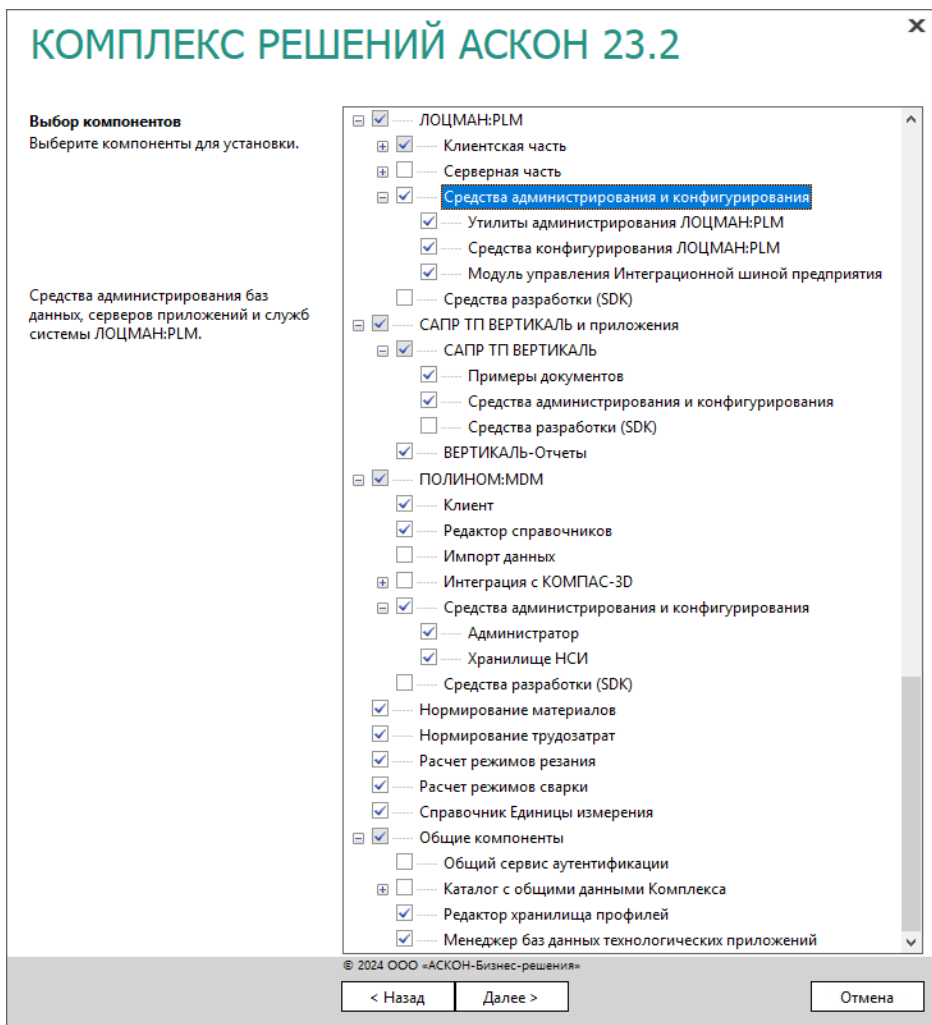 КОМПЛЕКС РЕШЕНИЙ АСКОН 23.2
Выбор компонентов
Выберите компоненты для установки.
Средства администрирования баз
данных, серверов приложений и служб
системы ЛОЦМАН:PLM.
ЛОЦМАН:PLM
Клиентская часть
Серверная часть
Средства администрирования и конфигурирования
Утилиты администрирования ЛОЦМАН:PLM
Средства конфигурирования ЛОЦМАН:PLM
Модуль управления Интеграционной шиной предприятия
Средства разработки (SDK)
САПР ТП ВЕРТИКАЛЬ и приложения
САПР ТП ВЕРТИКАЛЬ
Примеры документов
Средства администрирования и конфигурирования
Средства разработки (SDK)
ВЕРТИКАЛЬ-Отчеты
ПОЛИНОМ:MDM
Клиент
Редактор справочников
Импорт данных
Интеграция с КОМПАС-3D
Средства администрирования и конфигурирования
Администратор
Хранилище НСИ
Средства разработки (SDK)
Нормирование материалов
Нормирование трудозатрат
Расчет режимов резания
Расчет режимов сварки
Справочник Единицы измерения
Общие компоненты
Общий сервис аутентификации
Каталог с общими данными Комплекса
Редактор хранилища профилей
Менеджер баз данных технологических приложений
© 2024 ООО «АСКОН-Бизнес-решения»
< Назад
Далее >
Отмена